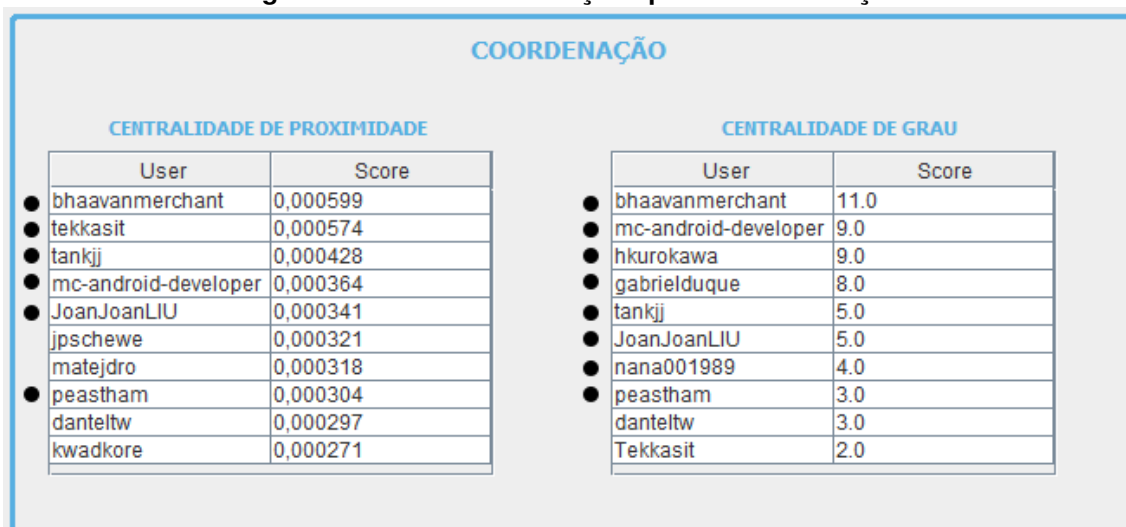 COORDENAÇÃO
CENTRALIDADE DE PROXIMIDADE
User Score
bhaavanmerchant 0,000599
tekkasit 0,000574
tankjj 0,000428
mc-android-developer 0,000364
JoanJoanLIU 0,000341
jpschewe 0,000321
matejdro 0,000318
peastham 0,000304
danteltw 0,000297
kwadkore 0,000271
CENTRALIDADE DE GRAU
User Score
bhaavanmerchant 11.0
mc-android-developer 9.0
hkurokawa 9.0
gabrielduque 8.0
tankjj 5.0
JoanJoanLIU 5.0
nana001989 4.0
peastham 3.0
danteltw 3.0
Tekkasit 2.0